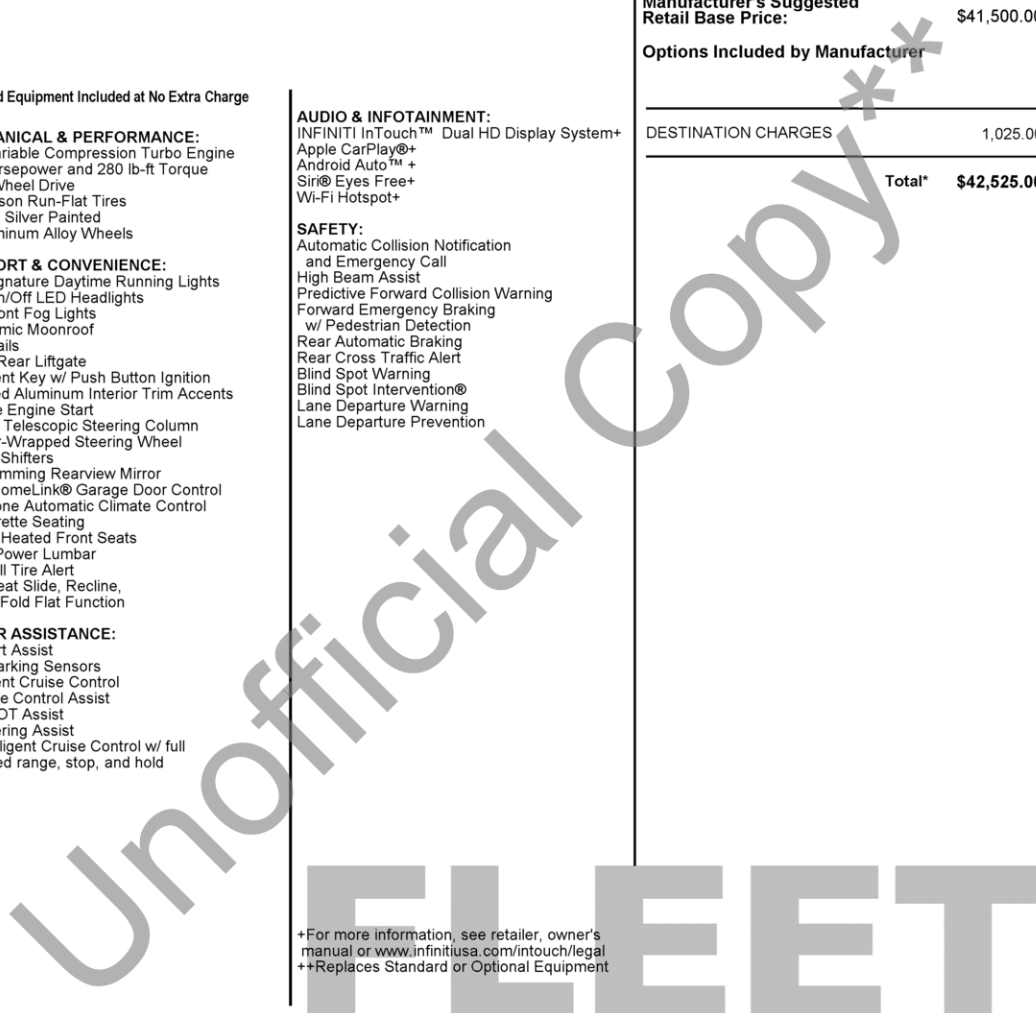 d Equipment Included at No Extra Charge
ANICAL & PERFORMANCE:
ariable Compression Turbo Engine
rsepower and 280 lb-ft Torque
Wheel Drive
son Run-Flat Tires
Silver Painted
minum Alloy Wheels
ORT & CONVENIENCE:
gnature Daytime Running Lights
n/Off LED Headlights
ont Fog Lights
mic Moonroof
ails
Rear Liftgate
ent Key w/ Push Button Ignition
ed Aluminum Interior Trim Accents
e Engine Start
Telescopic Steering Column
r-Wrapped Steering Wheel
Shifters
mming Rearview Mirror
omeLink® Garage Door Control
one Automatic Climate Control
rette Seating
Heated Front Seats
Power Lumbar
ll Tire Alert
eat Slide, Recline,
Fold Flat Function
R ASSISTANCE:
rt Assist
arking Sensors
ent Cruise Control
e Control Assist
OT Assist
ering Assist
lligent Cruise Control w/ full
ed range, stop, and hold
AUDIO & INFOTAINMENT:
INFINITI InTouch™ Dual HD Display System+
Apple CarPlay®+
Android Auto™ +
Siri® Eyes Free+
Wi-Fi Hotspot+
SAFETY:
Automatic Collision Notification
and Emergency Call
High Beam Assist
Predictive Forward Collision Warning
Forward Emergency Braking
w/ Pedestrian Detection
Rear Automatic Braking
Rear Cross Traffic Alert
Blind Spot Warning
Blind Spot Intervention®
Lane Departure Warning
Lane Departure Prevention
+For more information, see retailer, owner's
manual or www.infinitiusa.com/intouch/legal
++Replaces Standard or Optional Equipment
Manufacturer's Suggested
Retail Base Price: $41,500.00
Options Included by Manufacturer
DESTINATION CHARGES 1,025.00
Total* $42,525.00
Unofficial Copy**
FLEET